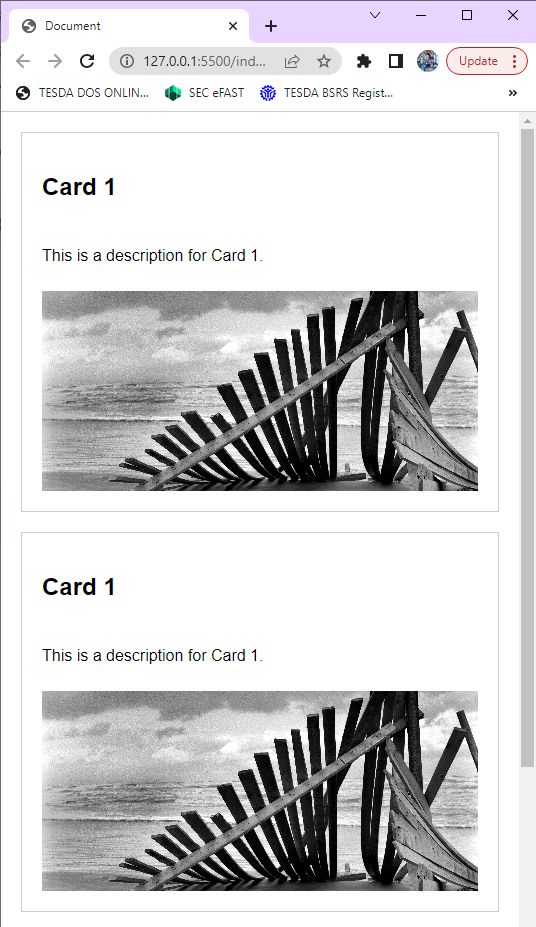 Document
127.0.0.1:5500/ind...
Update
TESDA DOS ONLIN...
SEC eFAST
TESDA BSRS Regist...
Card 1
This is a description for Card 1.
Card 1
This is a description for Card 1.